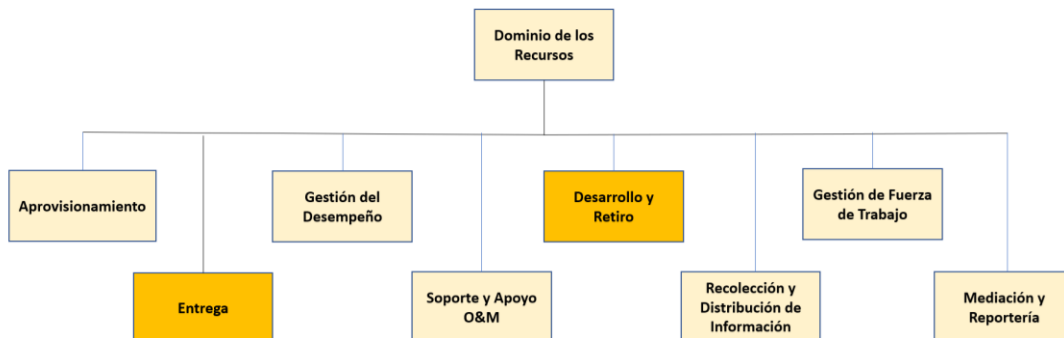 Dominio de los
Recursos
Aprovisionamiento
Gestión del
Desempeño
Desarrollo y
Retiro
Gestión de Fuerza
de Trabajo
Entrega
Soporte y Apoyo
O&M
Recolección y
Distribución de
Información
Mediación y
Reportería